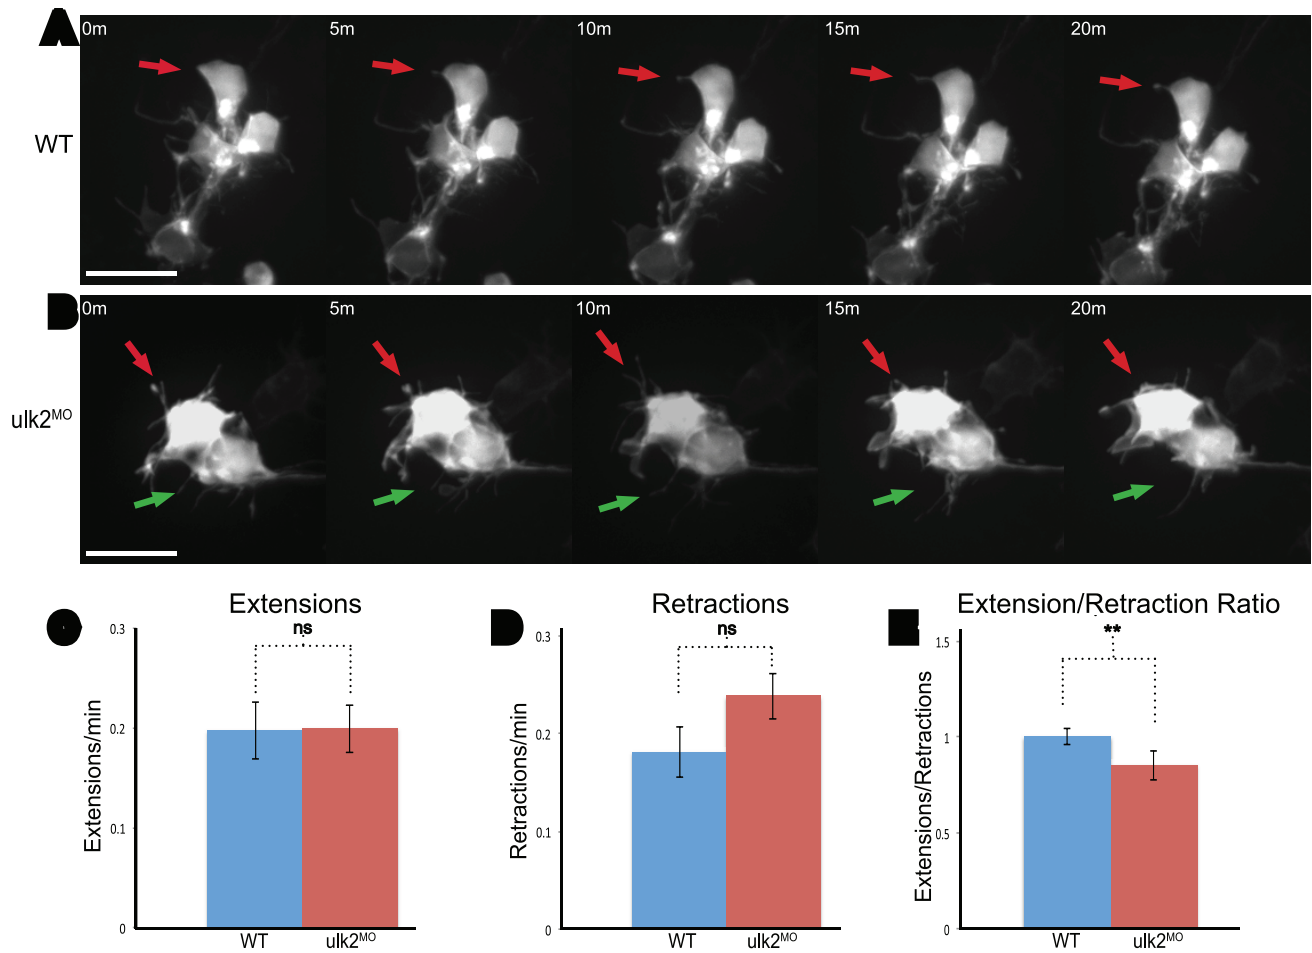 A
0m 5m 10m 15m 20m
WT
0m 5m 10m 15m 20m
ulk2MO
Extensions
ns
0.3
0.2
0.1
0
Extensions/min
WT ulk2MO
D
Retractions
ns
0.3
0.2
0.1
0
Retractions/min
WT ulk2MO
Extension/Retraction Ratio
**
1.5
1
0.5
0
Extensions/Retractions
WT ulk2MO